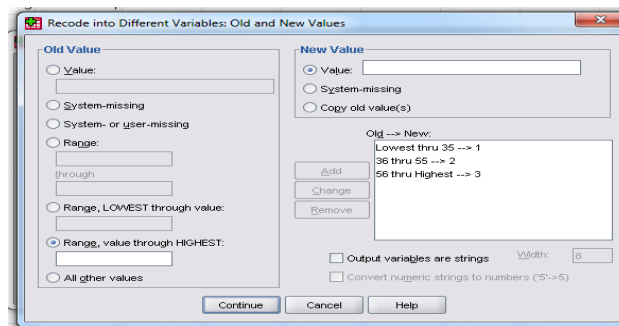 Recode into Different Variables: Old and New Values
Old Value
Value:
System-missing
System- or user-missing
Range:
through
Range, LOWEST through value:
Range, value through HIGHEST:
All other values
New Value
Value:
System-missing
Copy old value(s)
Old --> New:
Lowest thru 35 --> 1
36 thru 55 --> 2
56 thru Highest --> 3
Add
Change
Remove
Output variables are strings
Width:
8
Convert numeric strings to numbers ('5'->5)
Continue
Cancel
Help